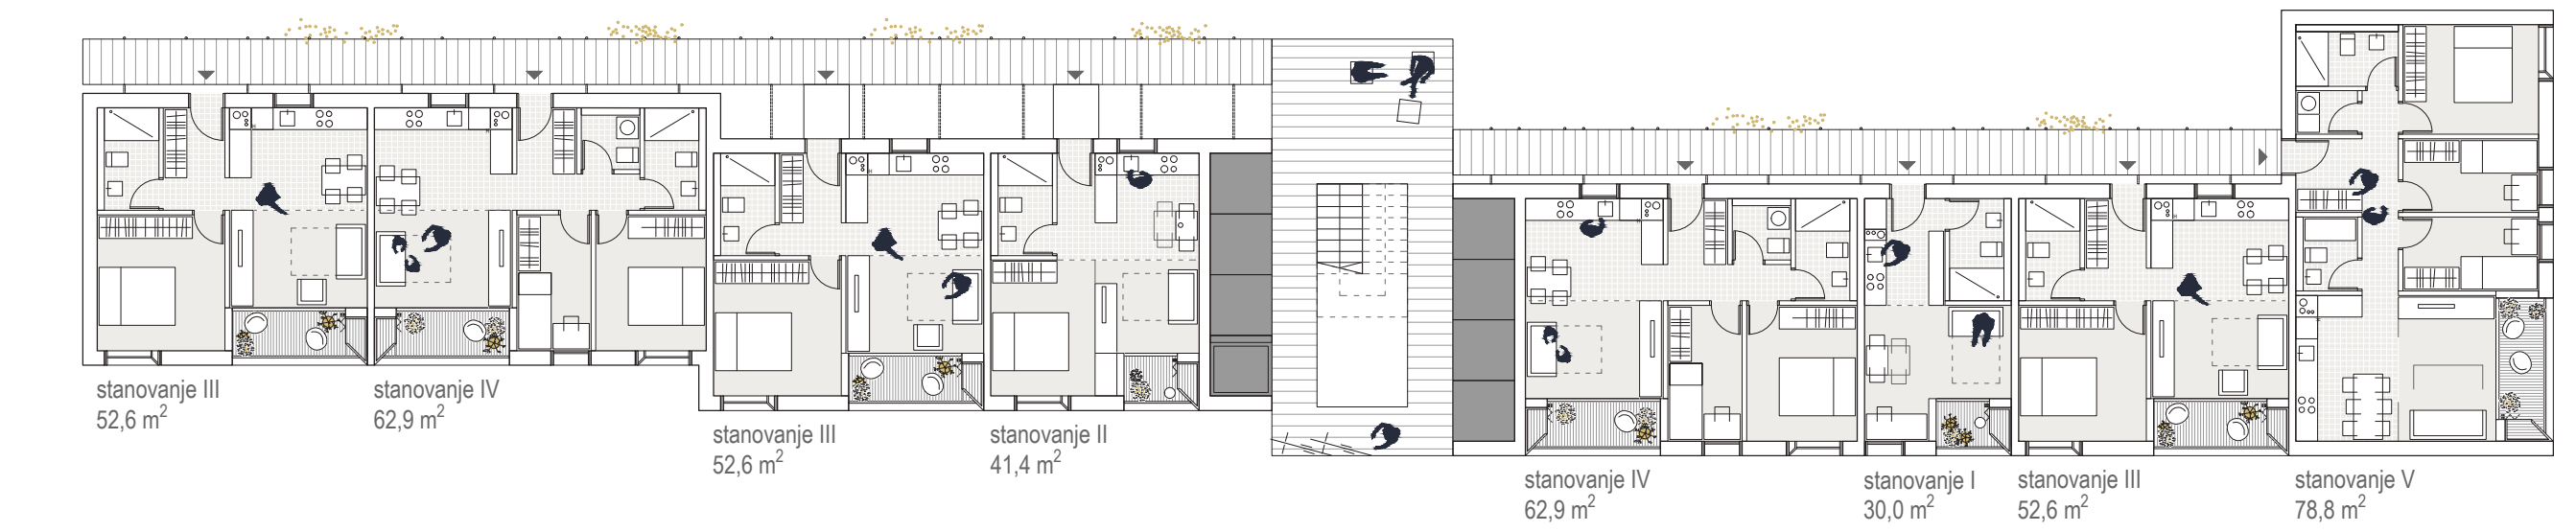 stanovanje III
52,6 m²
stanovanje IV
62,9 m²
stanovanje III
52,6 m²
stanovanje II
41,4 m²
stanovanje IV
62,9 m²
stanovanje I
30,0 m²
stanovanje III
52,6 m²
stanovanje V
78,8 m²